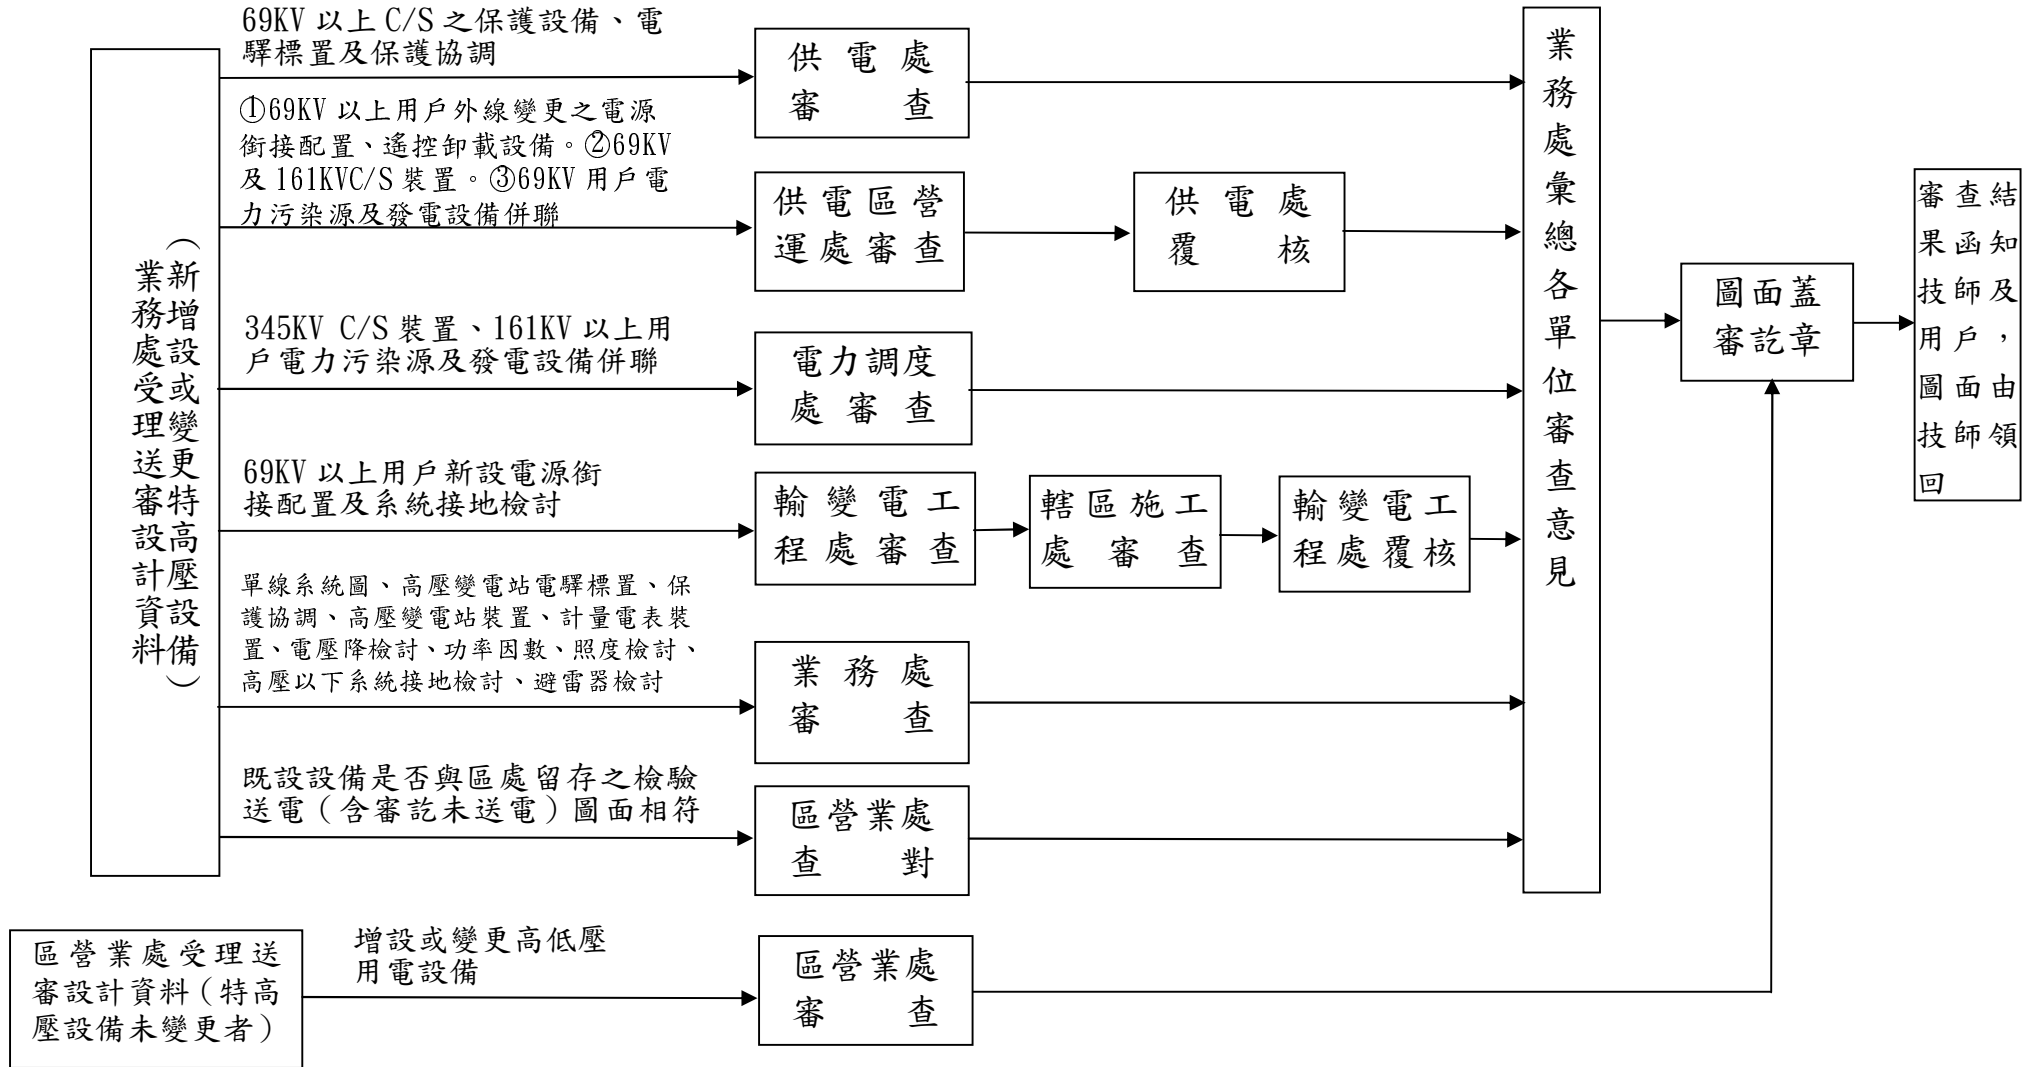 業務處受理送審設計資料
（新增設或變更特高壓設備）
69KV 以上 C/S 之保護設備、電
驛標置及保護協調
供電處
審查
①69KV 以上用戶外線變更之電源
銜接配置、遙控卸載設備。②69KV
及 161KVC/S 裝置。③69KV 用戶電
力污染源及發電設備併聯
供電區營
運處審查
供電處
覆核
345KV C/S 裝置、161KV 以上用
戶電力污染源及發電設備併聯
電力調度
處審查
69KV 以上用戶新設電源銜
接配置及系統接地檢討
輸變電工
程處審查
轄區施工
處審查
輸變電工
程處覆核
單線系統圖、高壓變電站電驛標置、保
護協調、高壓變電站裝置、計量電表裝
置、電壓降檢討、功率因數、照度檢討、
高壓以下系統接地檢討、避雷器檢討
業務處
審查
既設設備是否與區處留存之檢驗
送電（含審訖未送電）圖面相符
區營業處
查對
業務處彙總各單位審查意見
圖面蓋
審訖章
審查結
果函知
技師及
用戶，
圖面由
技師領
回
區營業處受理送
審設計資料（特高
壓設備未變更者）
增設或變更高低壓
用電設備
區營業處
審查